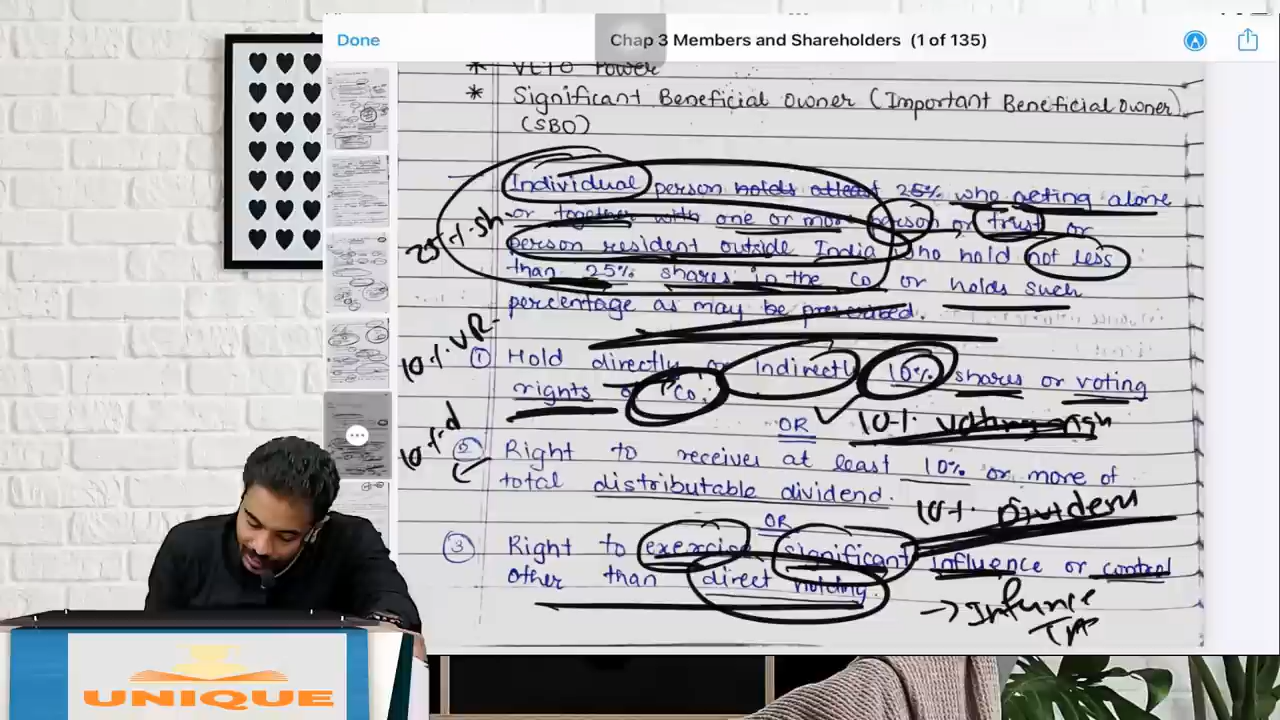 Done
Chap 3 Members and Shareholders (1 of 135)
* VETO Power
* Significant Beneficial Owner (Important Beneficial Owner)
(SBO)
Individual person holds atleast 25% who acting alone
or together with one or more person or trust or
person resident outside India who hold not less
25% sh
than 25% shares in the Co or holds such
percentage as may be prescribed.
10% VR
① Hold directly or Indirectly 10% shares or voting
rights of Co.
OR
10% voting
10% d
② Right to receives at least 10% or more of
total distributable dividend.
10% Dividend
OR
③ Right to exercise significant influence or control
other than direct holding.
→
UNIQUE